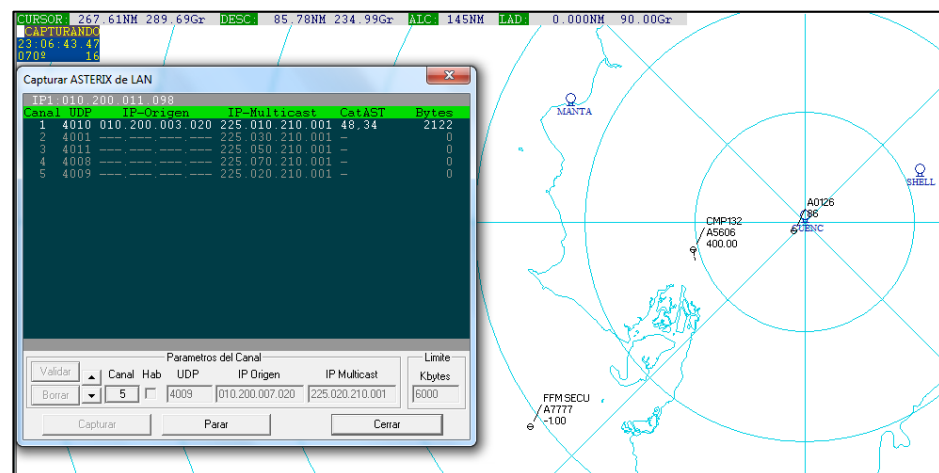 CURSOR: 267.61NM 289.69Gr DESC: 85.78NM 234.99Gr ALC: 145NM LAD: 0.000NM 90.00Gr
CAPTURANDO
23:06:43.47
070º 16
Capturar ASTERIX de LAN
IP1:010.200.011.098
Canal UDP IP-Origen IP-Multicast CatAST Bytes
1 4010 010.200.003.020 225.010.210.001 48,34 2122
2 4001 ---.---.---.--- 225.030.210.001 - 0
3 4011 ---.---.---.--- 225.050.210.001 - 0
4 4008 ---.---.---.--- 225.070.210.001 - 0
5 4009 ---.---.---.--- 225.020.210.001 - 0
Parametros del Canal
Limite
Validar Canal Hab UDP IP Origen IP Multicast Kbytes
Borrar 5 4009 010.200.007.020 225.020.210.001 6000
Capturar Parar Cerrar
MANTA
SHELL
A0126
86
CUENC
CMP132
A5606
400.00
FFM SECU
A7777
-1.00